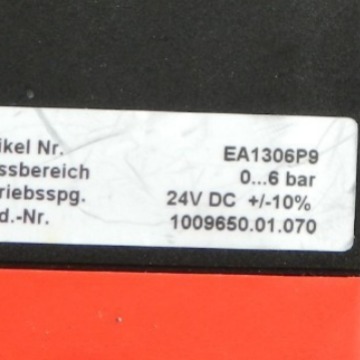 ikel Nr. EA1306P9
ssbereich 0...6 bar
riebsspg. 24V DC +/-10%
d.-Nr. 1009650.01.070